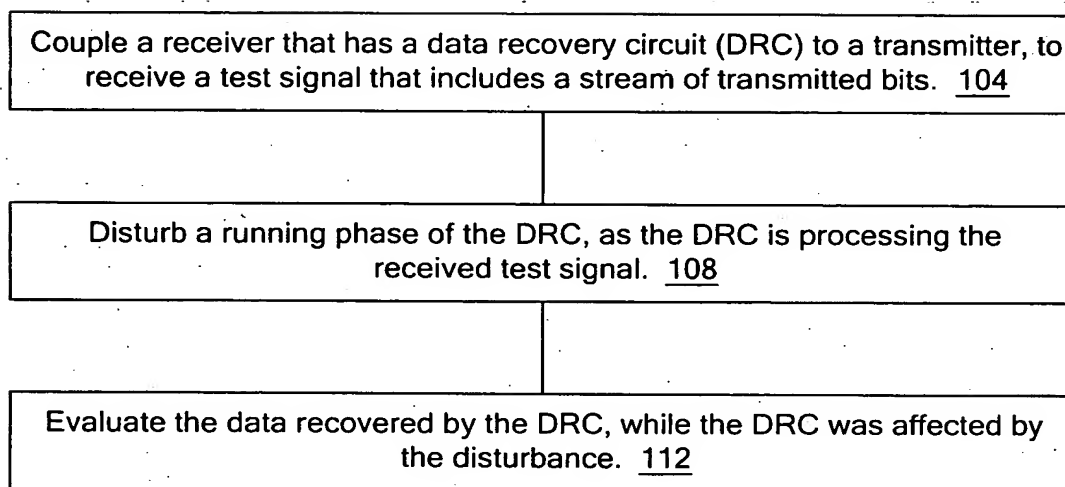 Couple a receiver that has a data recovery circuit (DRC) to a transmitter, to
receive a test signal that includes a stream of transmitted bits. 104
Disturb a running phase of the DRC, as the DRC is processing the
received test signal. 108
Evaluate the data recovered by the DRC, while the DRC was affected by
the disturbance. 112